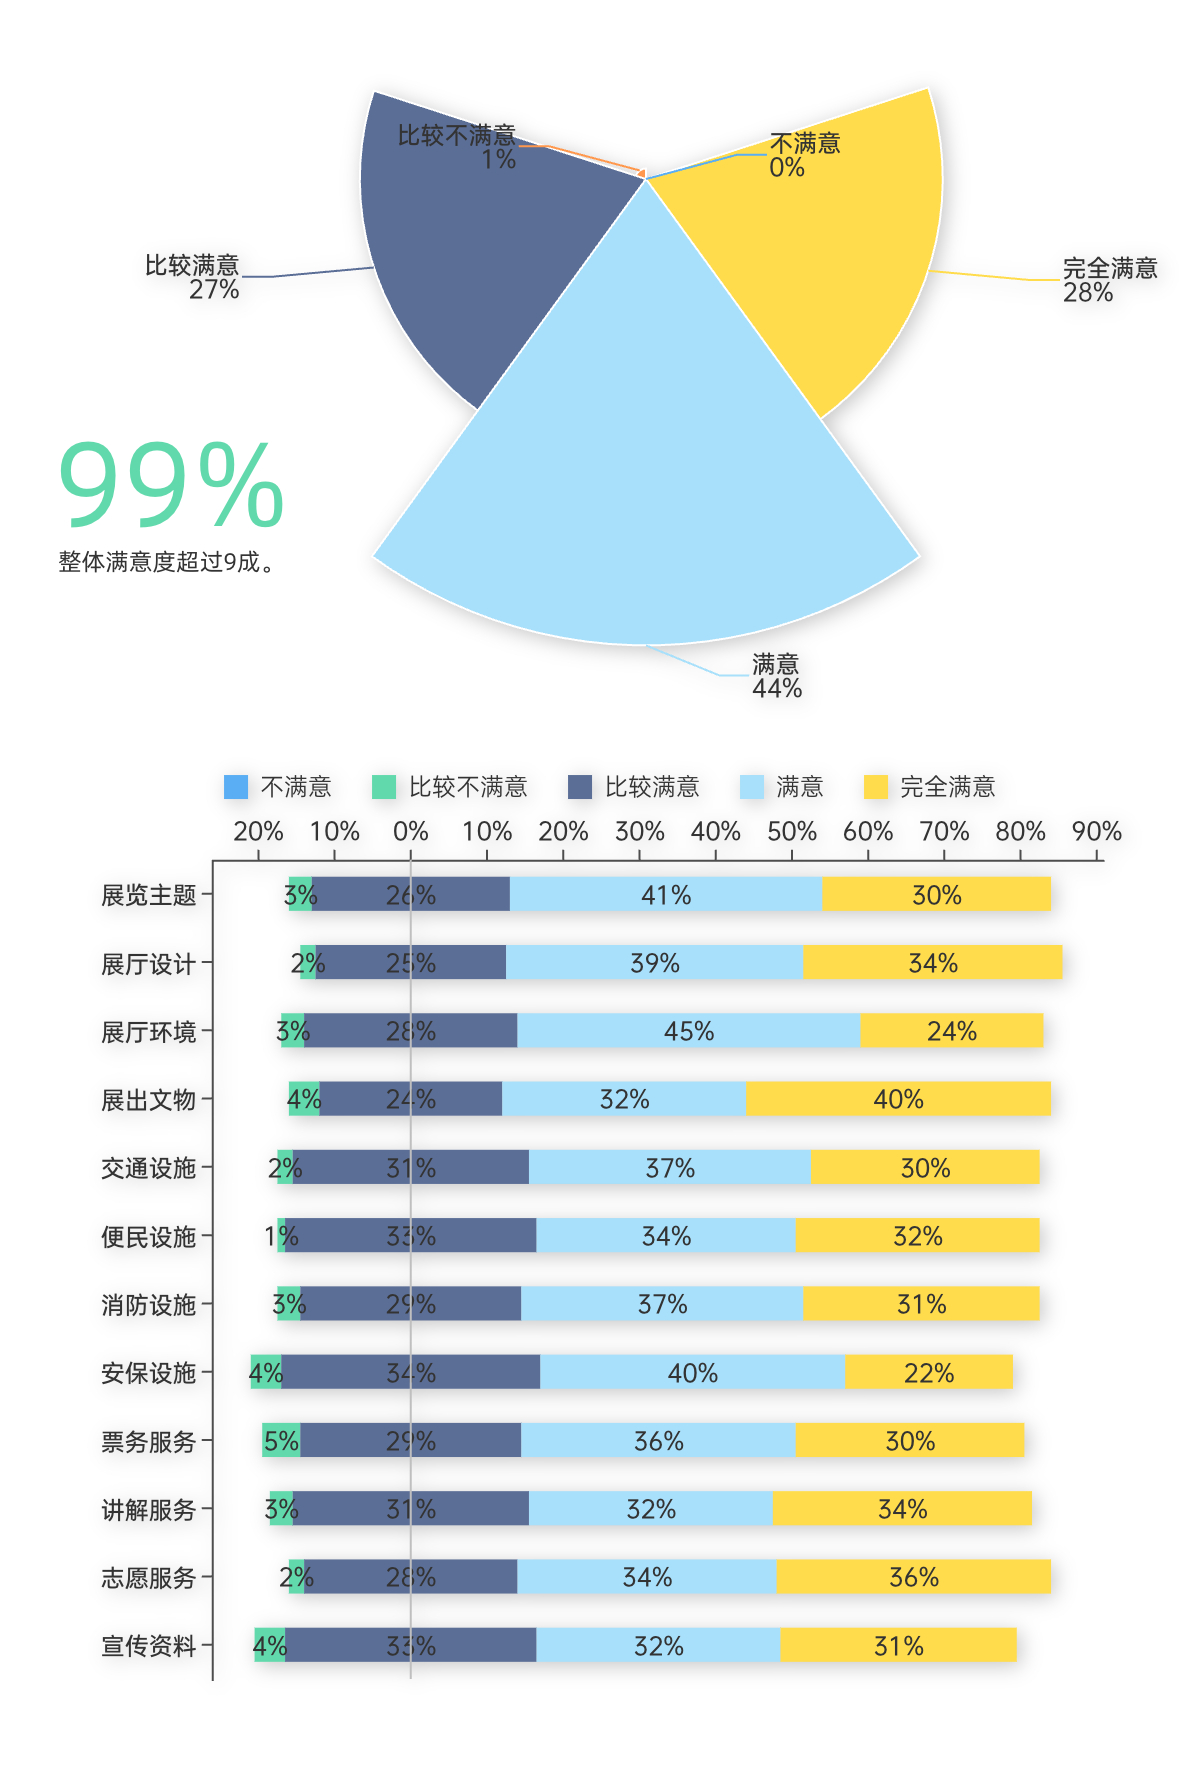 比较不满意
1%
不满意
0%
比较满意
27%
完全满意
28%
99%
整体满意度超过9成。
满意
44%
不满意 比较不满意 比较满意 满意 完全满意
20% 10% 0% 10% 20% 30% 40% 50% 60% 70% 80% 90%
展览主题 3% 26% 41% 30%
展厅设计 2% 25% 39% 34%
展厅环境 3% 28% 45% 24%
展出文物 4% 24% 32% 40%
交通设施 2% 31% 37% 30%
便民设施 1% 33% 34% 32%
消防设施 3% 29% 37% 31%
安保设施 4% 34% 40% 22%
票务服务 5% 29% 36% 30%
讲解服务 3% 31% 32% 34%
志愿服务 2% 28% 34% 36%
宣传资料 4% 33% 32% 31%